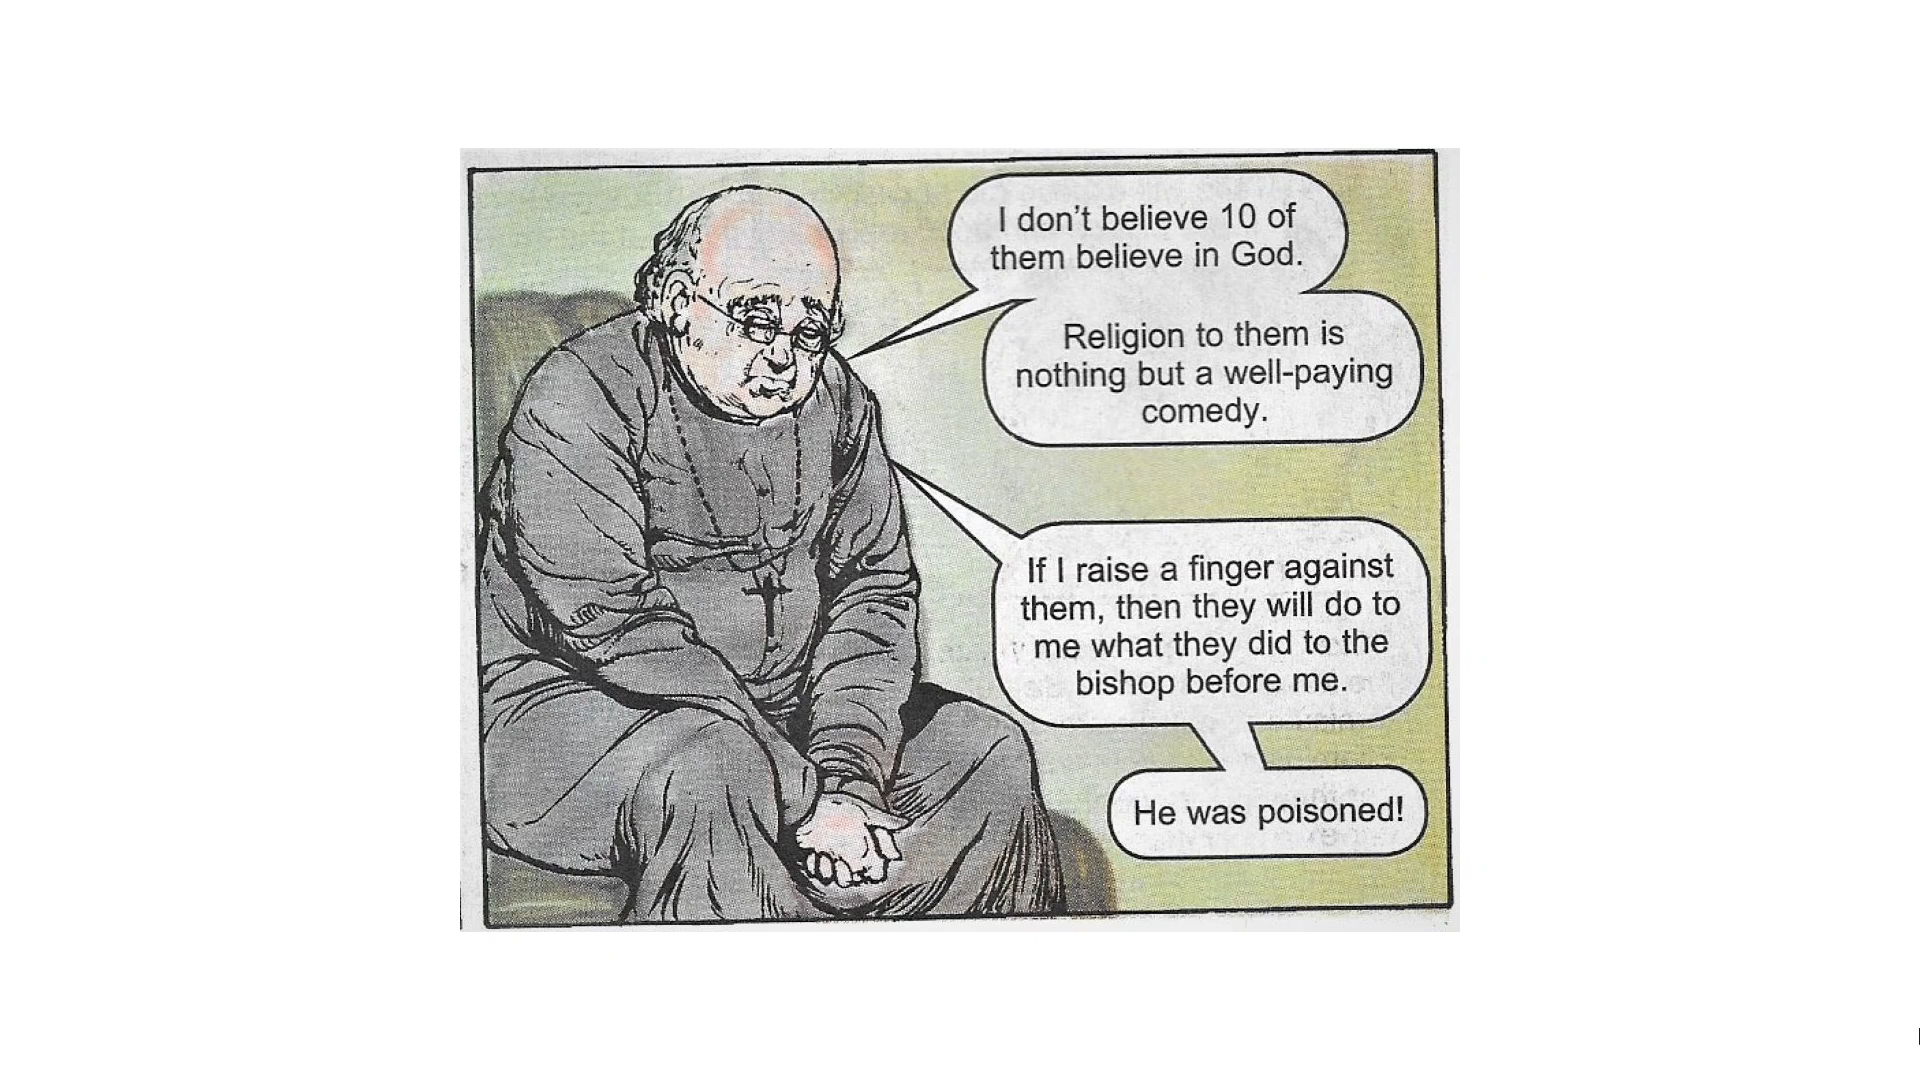 I don't believe 10 of
them believe in God.
Religion to them is
nothing but a well-paying
comedy.
If I raise a finger against
them, then they will do to
me what they did to the
bishop before me.
He was poisoned!